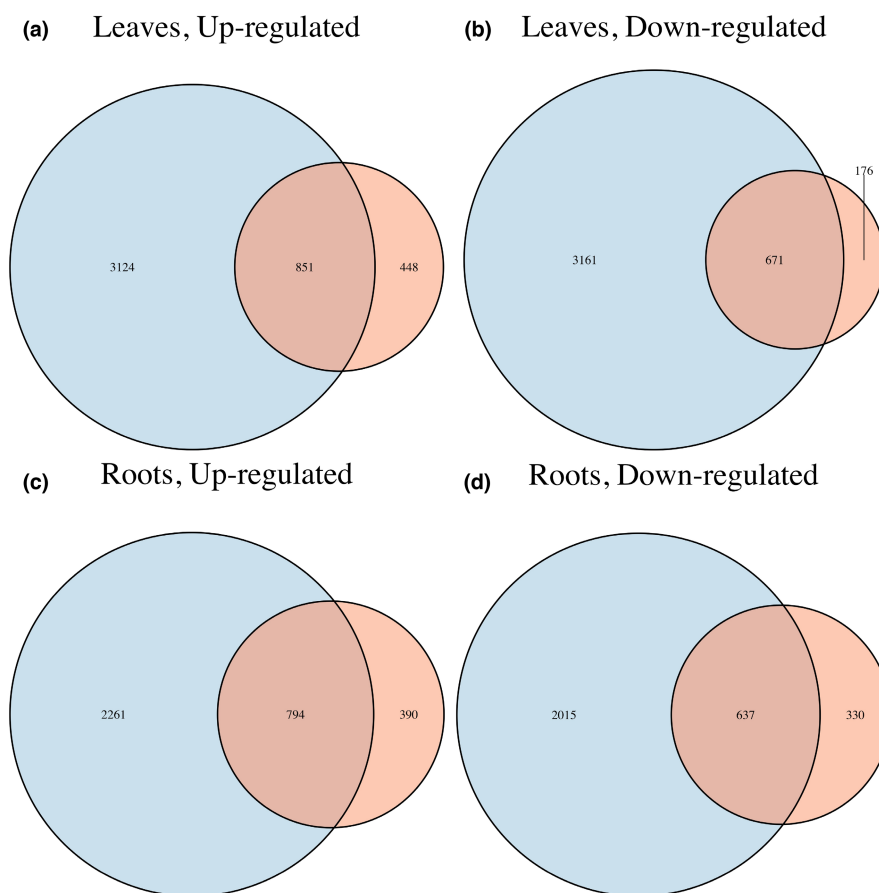 (a) Leaves, Up-regulated
3124 851 448
(b) Leaves, Down-regulated
176
3161 671
(c) Roots, Up-regulated
2261 794 390
(d) Roots, Down-regulated
2015 637 330